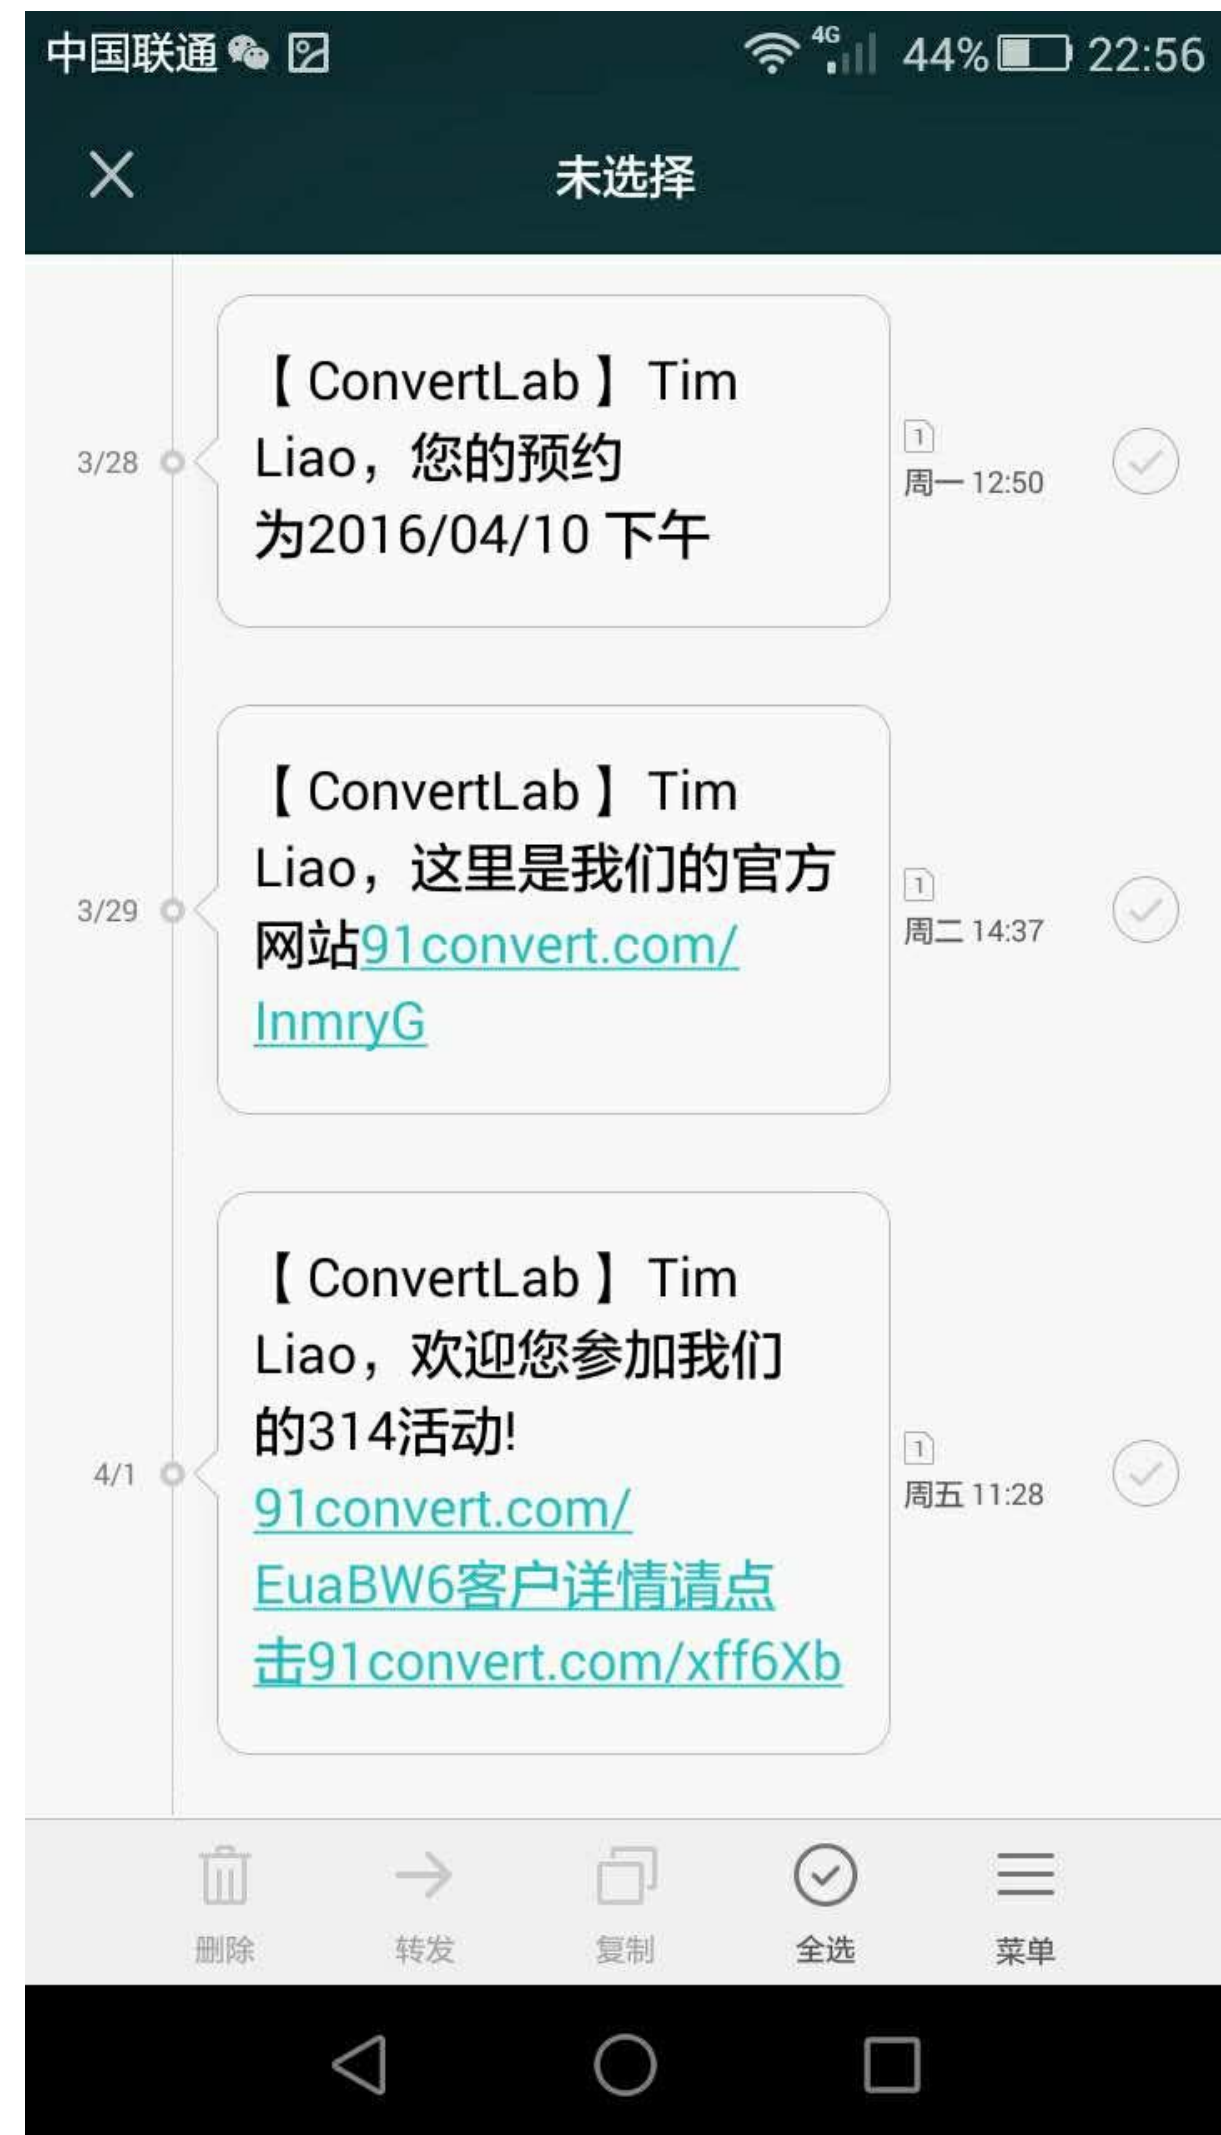 中国联通 4G 44% 22:56
未选择
【ConvertLab】Tim
Liao，您的预约
为2016/04/10 下午
3/28
1
周一 12:50
【ConvertLab】Tim
Liao，这里是我们的官方
网站91convert.com/
InmryG
3/29
1
周二 14:37
【ConvertLab】Tim
Liao，欢迎您参加我们
的314活动!
91convert.com/
EuaBW6客户详情请点
击91convert.com/xff6Xb
4/1
1
周五 11:28
删除 转发 复制 全选 菜单